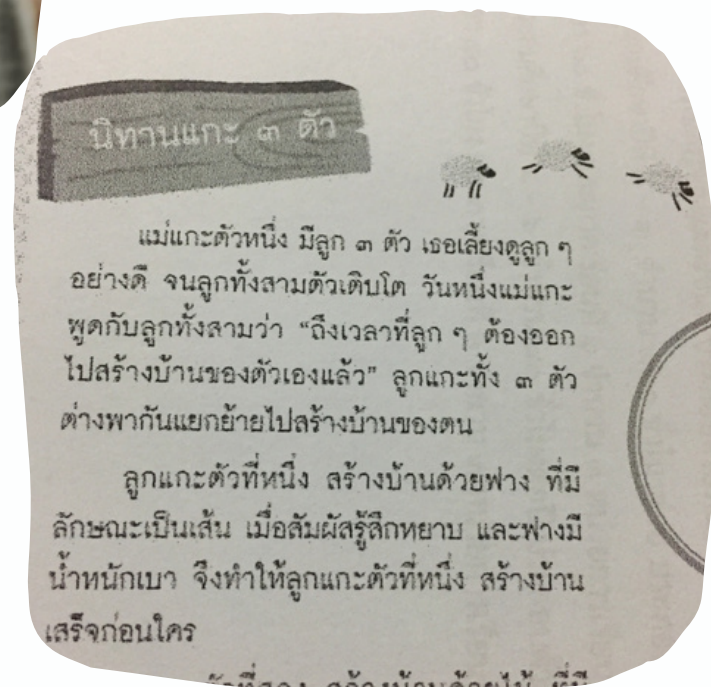 นิทานแกะ ๓ ตัว
แม่แกะตัวหนึ่ง มีลูก ๓ ตัว เธอเลี้ยงดูลูก ๆ
อย่างดี จนลูกทั้งสามตัวเติบโต วันหนึ่งแม่แกะ
พูดกับลูกทั้งสามว่า “ถึงเวลาที่ลูก ๆ ต้องออก
ไปสร้างบ้านของตัวเองแล้ว” ลูกแกะทั้ง ๓ ตัว
ต่างพากันแยกย้ายไปสร้างบ้านของตน
ลูกแกะตัวที่หนึ่ง สร้างบ้านด้วยฟาง ที่มี
ลักษณะเป็นเส้น เมื่อสัมผัสรู้สึกหยาบ และฟางมี
น้ำหนักเบา จึงทำให้ลูกแกะตัวที่หนึ่ง สร้างบ้าน
เสร็จก่อนใคร